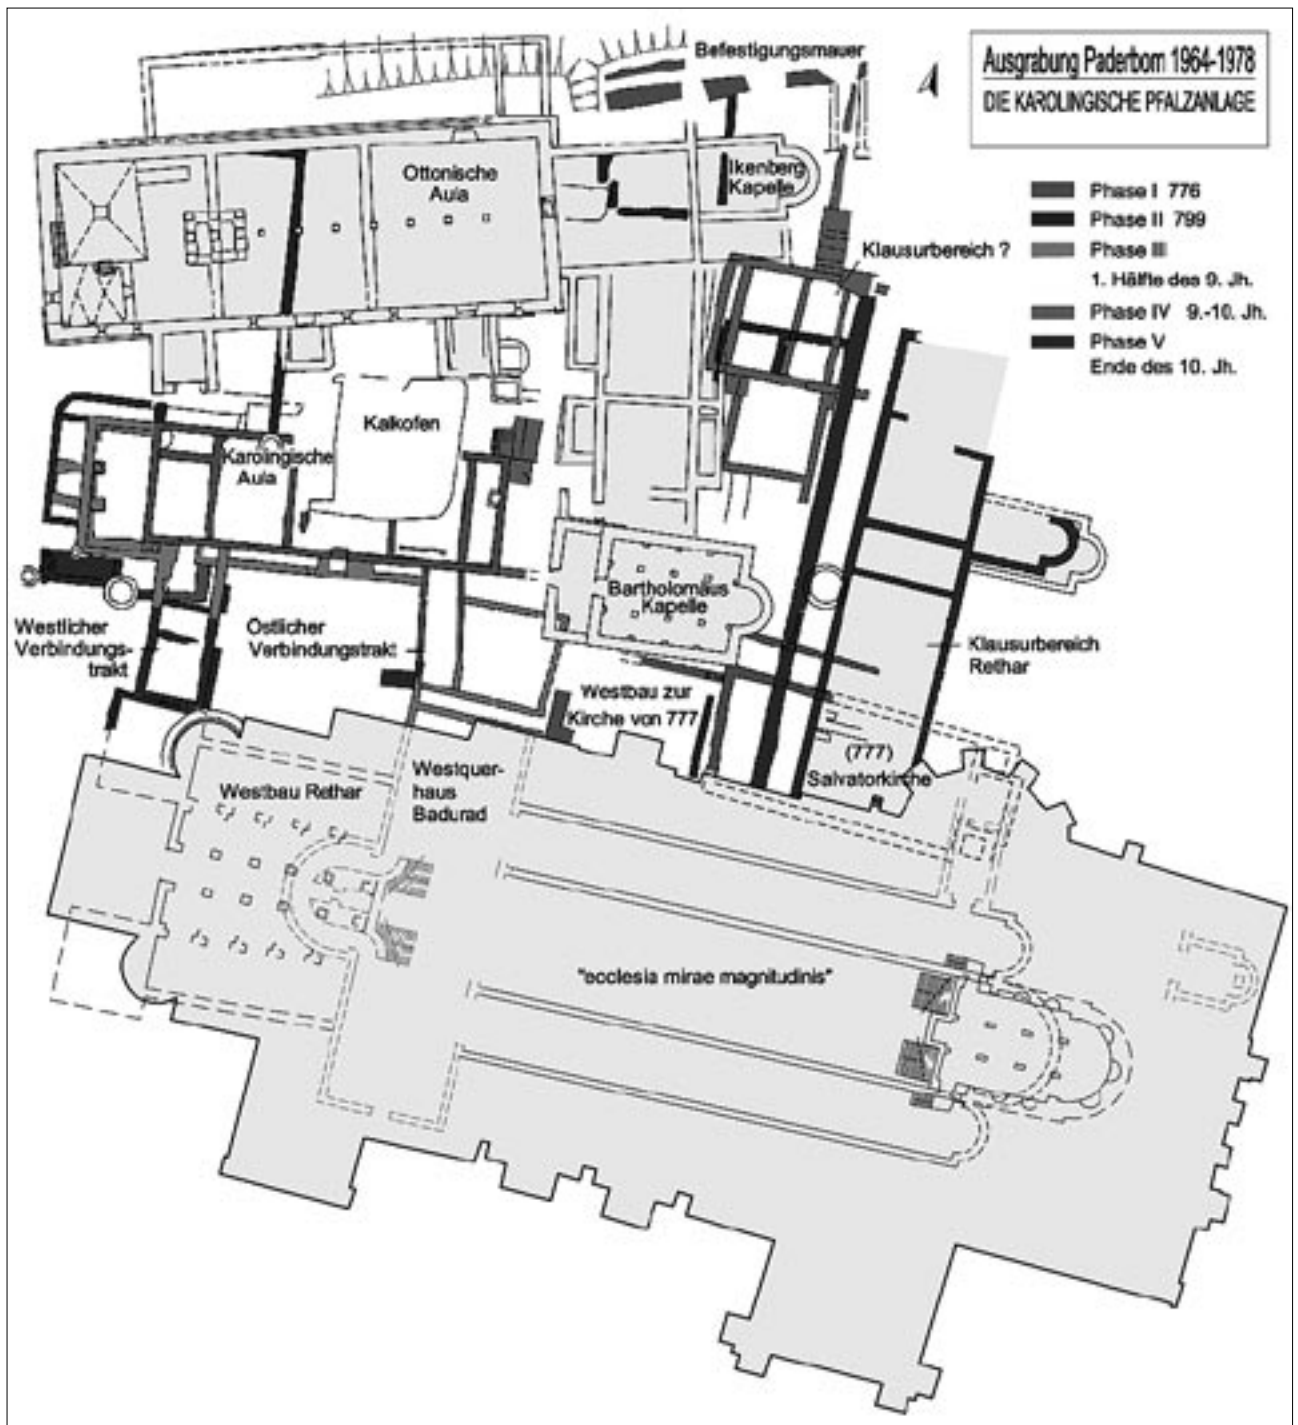 Ausgrabung Paderborn 1964-1978
DIE KAROLINGISCHE PFALZANLAGE
Befestigungsmauer
Phase I 776
Phase II 799
Phase III
1. Hälfte des 9. Jh.
Phase IV 9.-10. Jh.
Phase V
Ende des 10. Jh.
Ottonische
Aula
Ikenberg
Kapelle
Klausurbereich ?
Kalkofen
Karolingische
Aula
Bartholomäus
Kapelle
Westlicher
Verbindungs-
trakt
Östlicher
Verbindungstrakt
Klausurbereich
Rethar
Westbau zur
Kirche von 777
(777)
Salvatorkirche
Westbau Rethar
Westquer-
haus
Badurad
"ecclesia mirae magnitudinis"